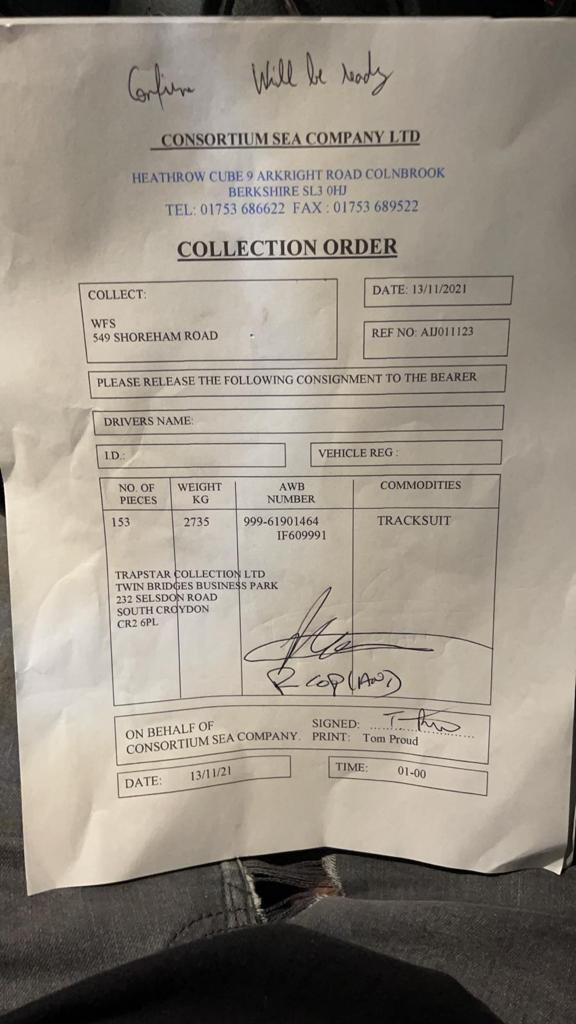 Confirm Will be ready
CONSORTIUM SEA COMPANY LTD
HEATHROW CUBE 9 ARKRIGHT ROAD COLNBROOK
BERKSHIRE SL3 0HJ
TEL: 01753 686622 FAX : 01753 689522
COLLECTION ORDER
COLLECT:
WFS
549 SHOREHAM ROAD
DATE: 13/11/2021
REF NO: AIJ011123
PLEASE RELEASE THE FOLLOWING CONSIGNMENT TO THE BEARER
DRIVERS NAME:
I.D.:
VEHICLE REG :
NO. OF PIECES WEIGHT KG AWB NUMBER COMMODITIES
153 2735 999-61901464 TRACKSUIT
IF609991
TRAPSTAR COLLECTION LTD
TWIN BRIDGES BUSINESS PARK
232 SELSDON ROAD
SOUTH CROYDON
CR2 6PL
ON BEHALF OF
CONSORTIUM SEA COMPANY.
SIGNED:
PRINT: Tom Proud
DATE: 13/11/21
TIME: 01-00